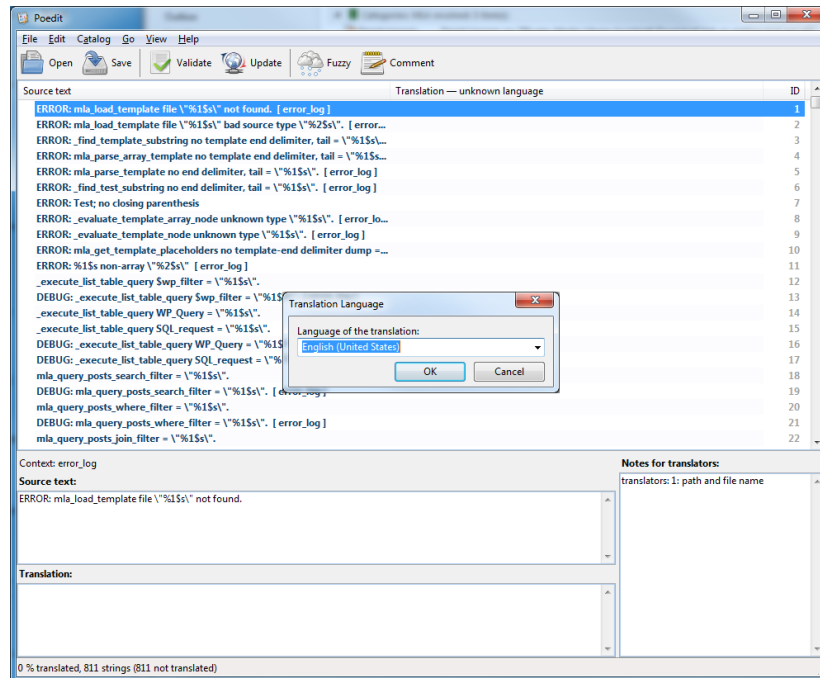 Poedit
File Edit Catalog Go View Help
Open Save Validate Update Fuzzy Comment
Source text Translation — unknown language ID
ERROR: mla_load_template file \"%1$s\" not found. [ error_log ] 1
ERROR: mla_load_template file \"%1$s\" bad source type \"%2$s\". [ error... 2
ERROR: _find_template_substring no template end delimiter, tail = \"%1$s\... 3
ERROR: mla_parse_array_template no template end delimiter, tail = \"%1$s... 4
ERROR: mla_parse_template no end delimiter, tail = \"%1$s\". [ error_log ] 5
ERROR: _find_test_substring no end delimiter, tail = \"%1$s\". [ error_log ] 6
ERROR: Test; no closing parenthesis 7
ERROR: _evaluate_template_array_node unknown type \"%1$s\". [ error_lo... 8
ERROR: _evaluate_template_node unknown type \"%1$s\". [ error_log ] 9
ERROR: mla_get_template_placeholders no template-end delimiter dump =... 10
ERROR: %1$s non-array \"%2$s\" [ error_log ] 11
_execute_list_table_query $wp_filter = \"%1$s\". 12
DEBUG: _execute_list_table_query $wp_filter = \"%1$ 13
_execute_list_table_query WP_Query = \"%1$s\". 14
_execute_list_table_query SQL_request = \"%1$s\". 15
DEBUG: _execute_list_table_query WP_Query = \"%1$ 16
DEBUG: _execute_list_table_query SQL_request = \"% 17
mla_query_posts_search_filter = \"%1$s\". 18
DEBUG: mla_query_posts_search_filter = \"%1$s\". [ error_log ] 19
mla_query_posts_where_filter = \"%1$s\". 20
DEBUG: mla_query_posts_where_filter = \"%1$s\". [ error_log ] 21
mla_query_posts_join_filter = \"%1$s\". 22
Translation Language
Language of the translation:
English (United States)
OK Cancel
Context: error_log
Notes for translators:
Source text:
translators: 1: path and file name
ERROR: mla_load_template file \"%1$s\" not found.
Translation:
0 % translated, 811 strings (811 not translated)